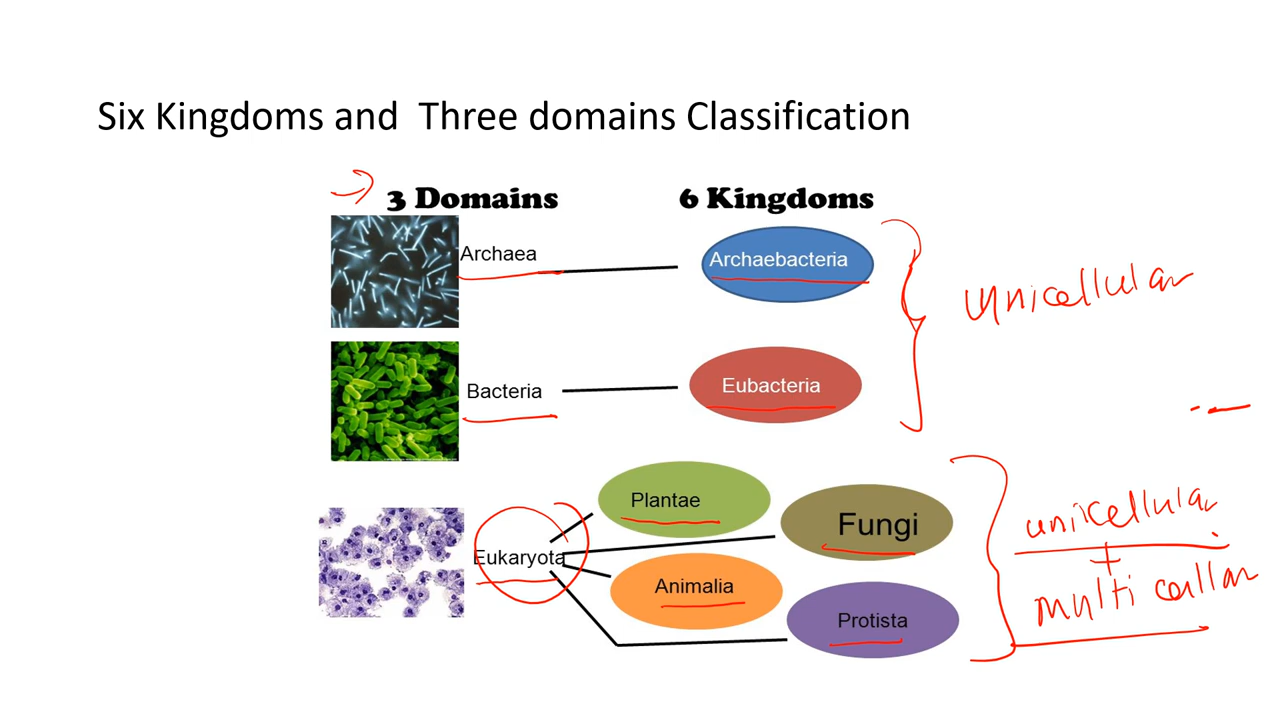 Six Kingdoms and Three domains Classification
3 Domains 6 Kingdoms
Archaea Archaebacteria
unicellular
Bacteria Eubacteria
Plantae
Fungi
Eukaryota
Animalia
Protista
unicellular
+
multi cellular